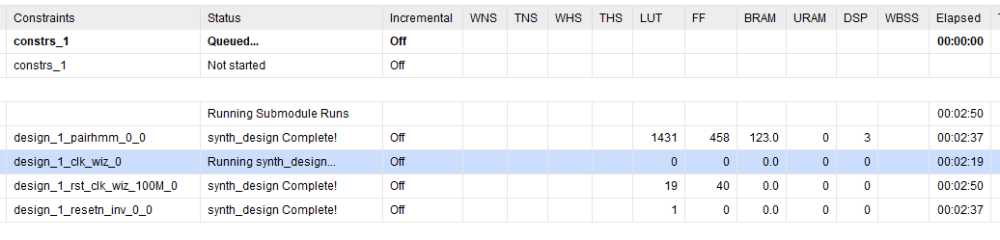 Constraints Status Incremental WNS TNS WHS THS LUT FF BRAM URAM DSP WBSS Elapsed
constrs_1 Queued... Off 00:00:00
constrs_1 Not started Off
Running Submodule Runs 00:02:50
design_1_pairhmm_0_0 synth_design Complete! Off 1431 458 123.0 0 3 00:02:37
design_1_clk_wiz_0 Running synth_design... Off 0 0 0.0 0 0 00:02:19
design_1_rst_clk_wiz_100M_0 synth_design Complete! Off 19 40 0.0 0 0 00:02:50
design_1_resetn_inv_0_0 synth_design Complete! Off 1 0 0.0 0 0 00:02:37